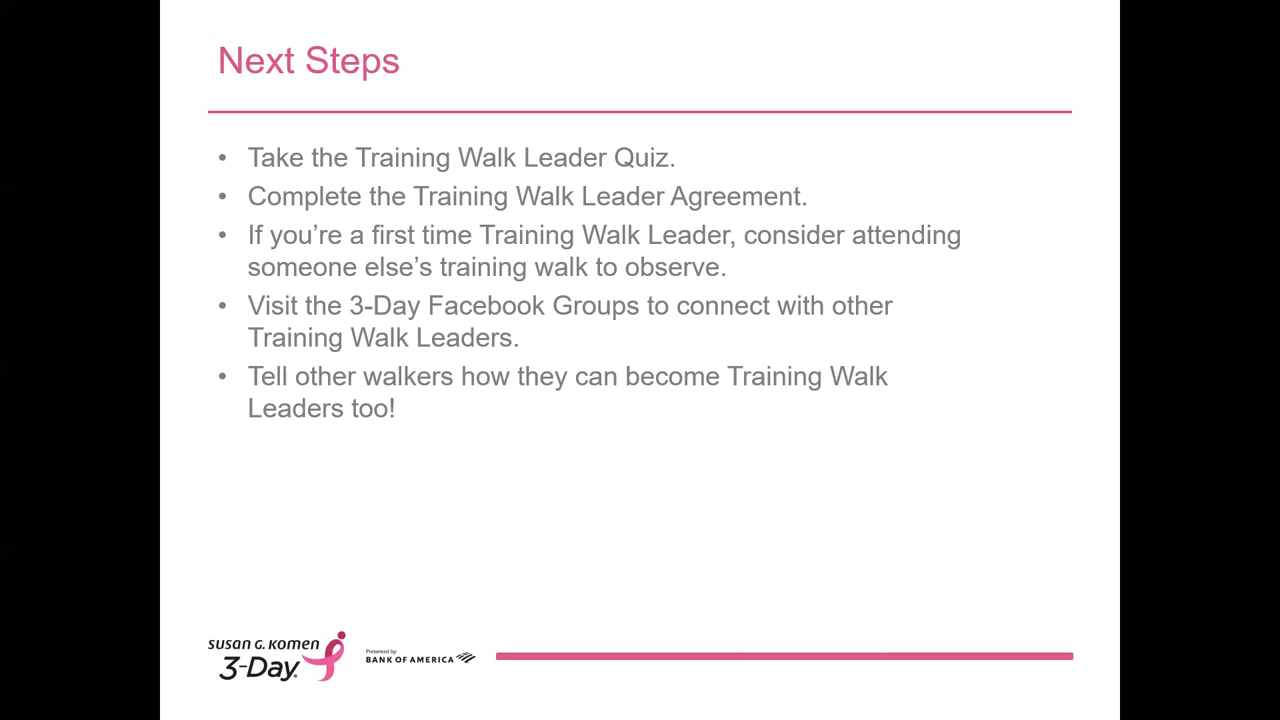 Next Steps
• Take the Training Walk Leader Quiz.
• Complete the Training Walk Leader Agreement.
• If you’re a first time Training Walk Leader, consider attending
someone else’s training walk to observe.
• Visit the 3-Day Facebook Groups to connect with other
Training Walk Leaders.
• Tell other walkers how they can become Training Walk
Leaders too!
SUSAN G. KOMEN
3-Day®
Presented by:
BANK OF AMERICA